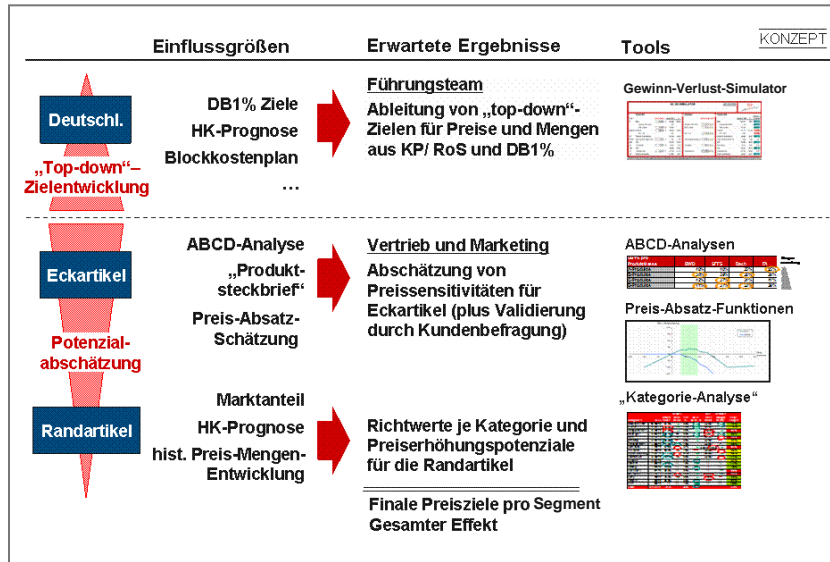 KONZEPT
Einflussgrößen
Erwartete Ergebnisse
Tools
Deutschl.
„Top-down“–
Zielentwicklung
DB1% Ziele
HK-Prognose
Blockkostenplan
…
Führungsteam
Ableitung von „top-down“-
Zielen für Preise und Mengen
aus KP/ RoS und DB1%
Gewinn-Verlust-Simulator
Eckartikel
Potenzial-
abschätzung
ABCD-Analyse
„Produkt-
steckbrief“
Preis-Absatz-
Schätzung
Vertrieb und Marketing
Abschätzung von
Preissensitivitäten für
Eckartikel (plus Validierung
durch Kundenbefragung)
ABCD-Analysen
Preis-Absatz-Funktionen
Randartikel
Marktanteil
HK-Prognose
hist. Preis-Mengen-
Entwicklung
Richtwerte je Kategorie und
Preiserhöhungspotenziale
für die Randartikel
„Kategorie-Analyse“
Finale Preisziele pro Segment
Gesamter Effekt